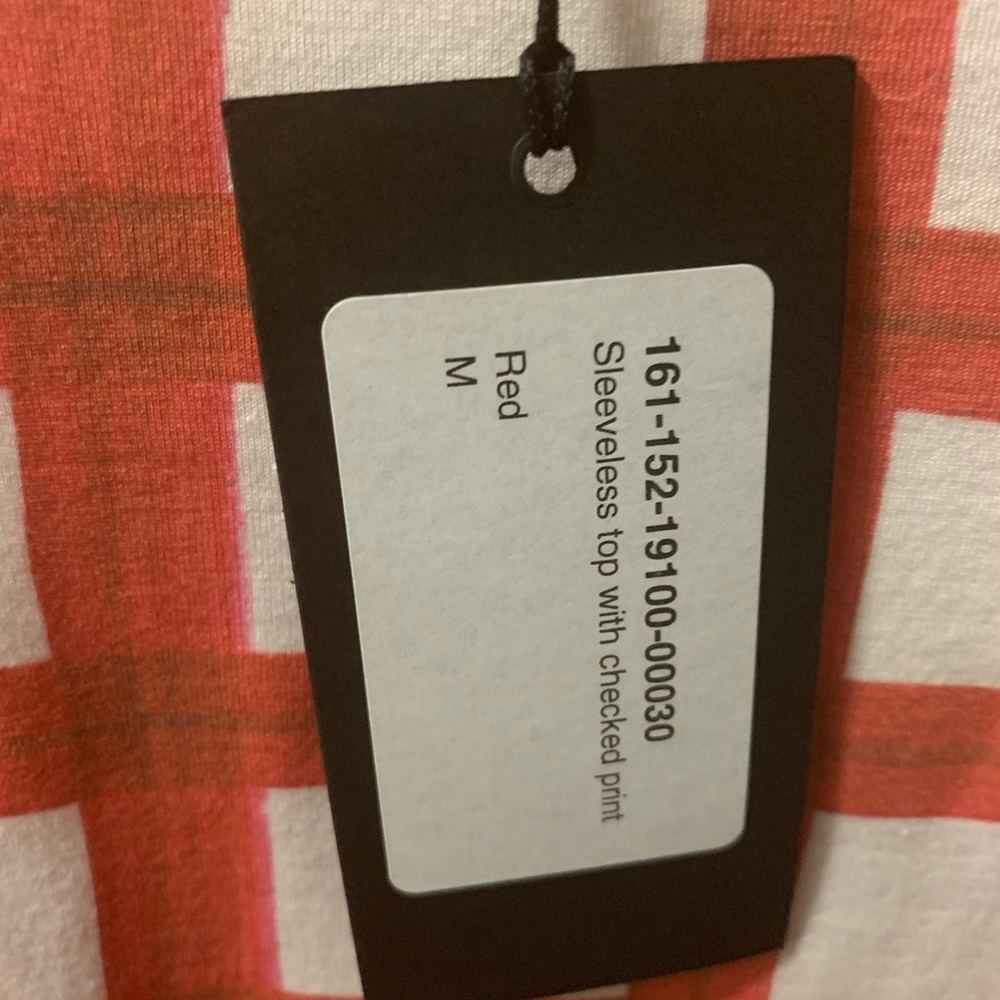 161-152-19100-00030
Sleeveless top with checked print
Red
M